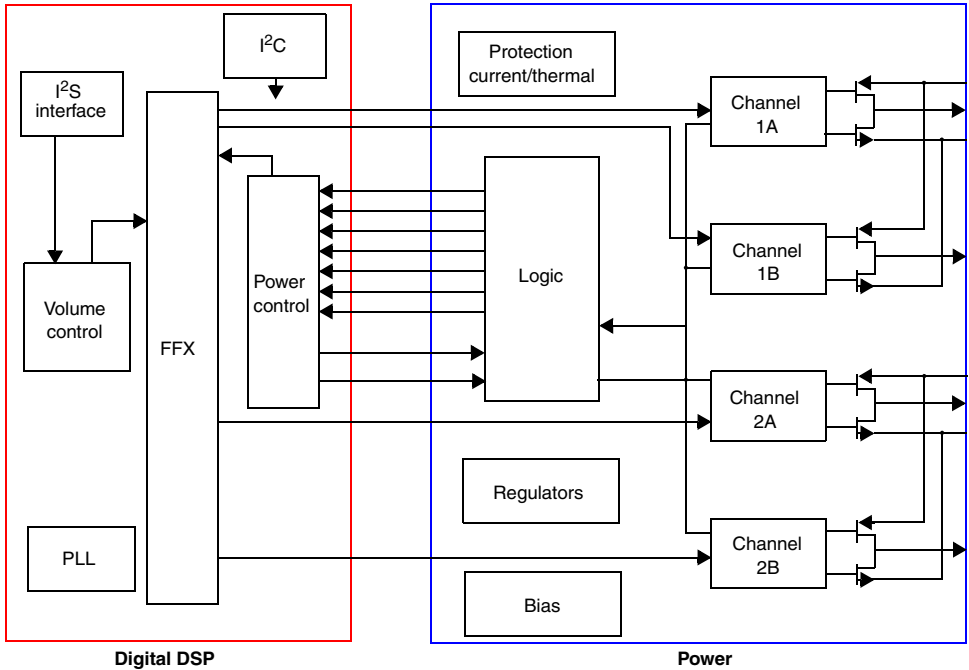 I²C
Protection
current/thermal
I²S
interface
Channel
1A
Channel
1B
Logic
Power
control
Volume
control
FFX
Channel
2A
Regulators
PLL
Channel
2B
Bias
Digital DSP
Power